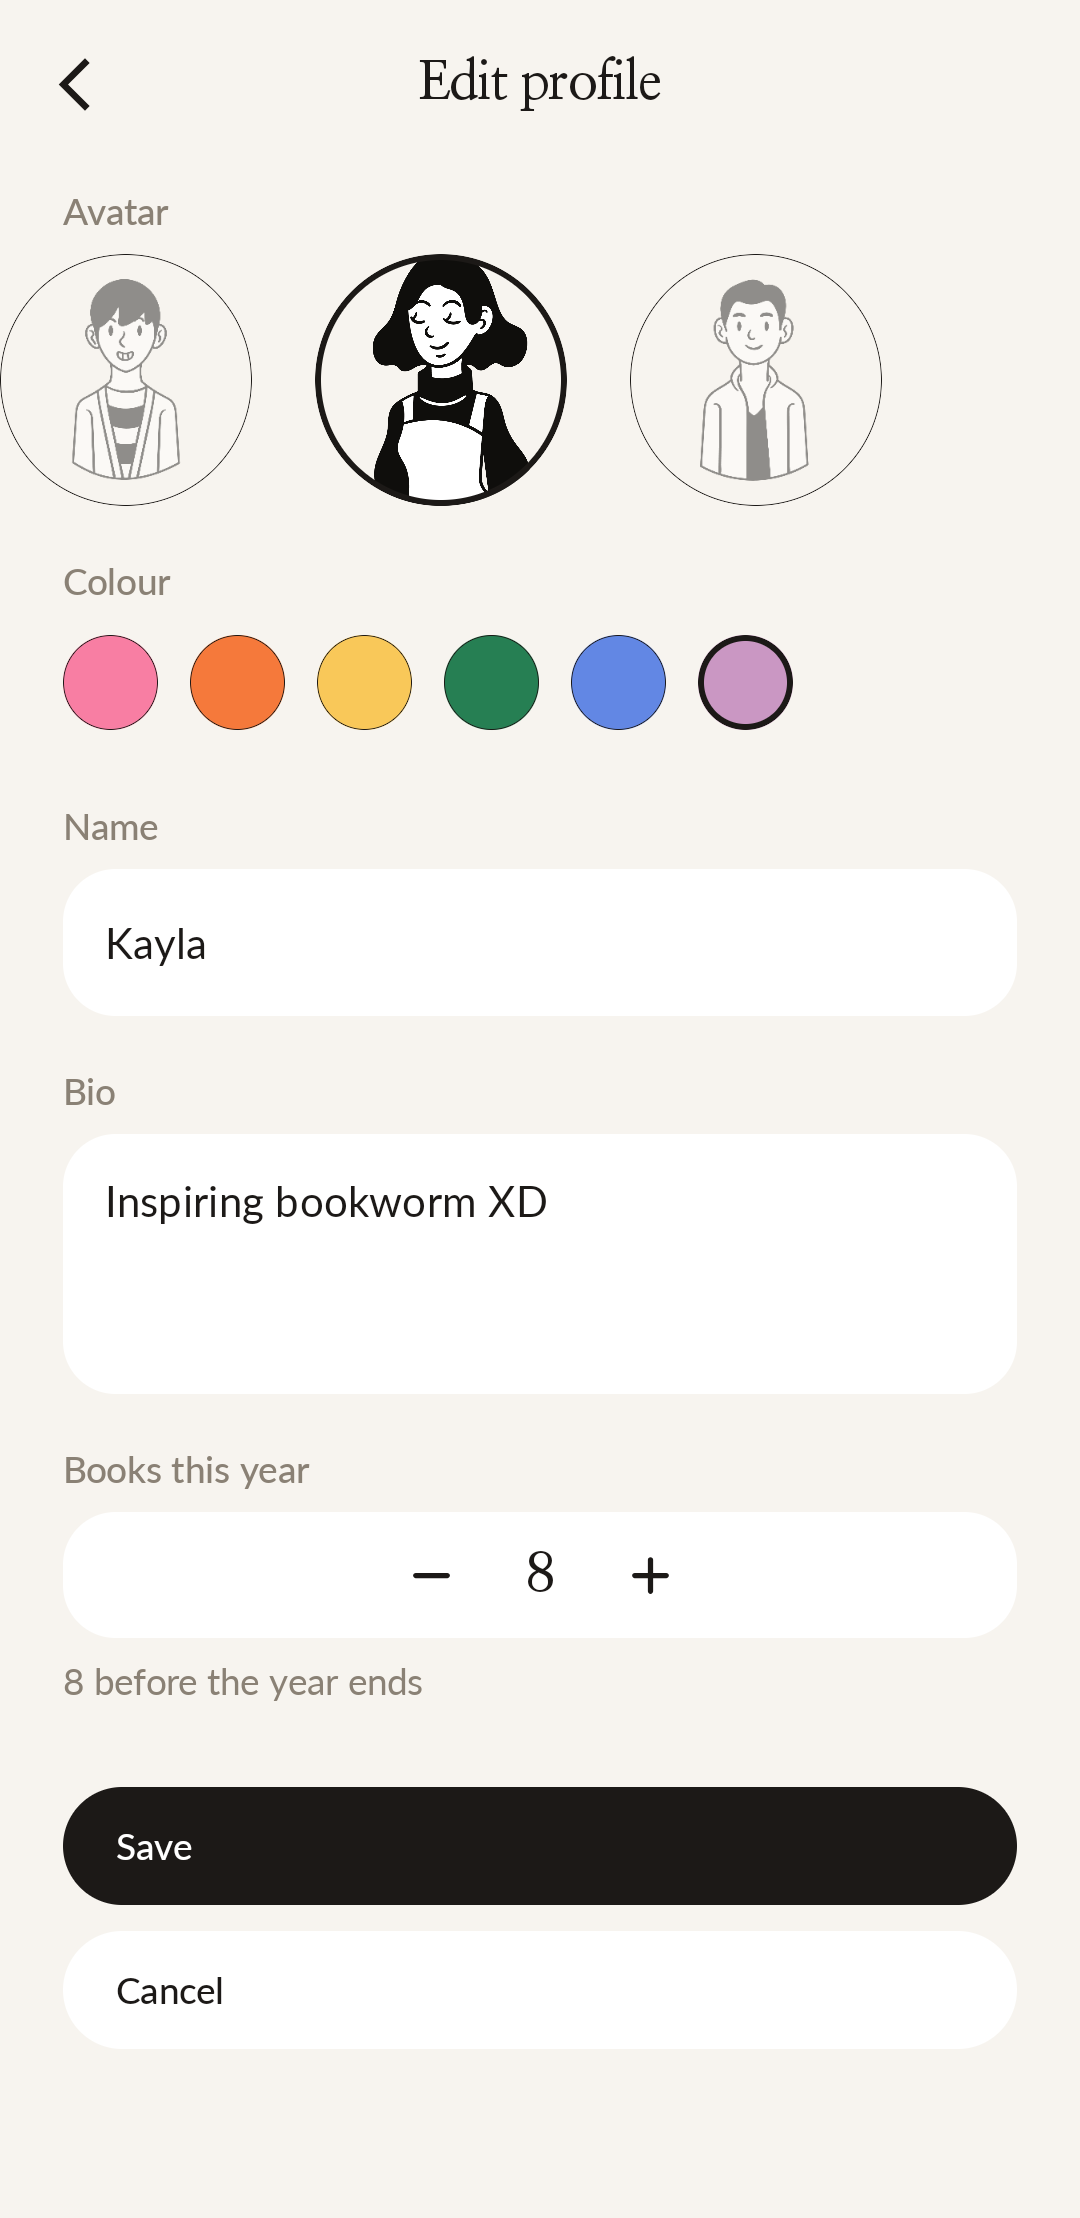 Edit profile
Avatar
Colour
Name
Kayla
Bio
Inspiring bookworm XD
Books this year
8
8 before the year ends
Save
Cancel